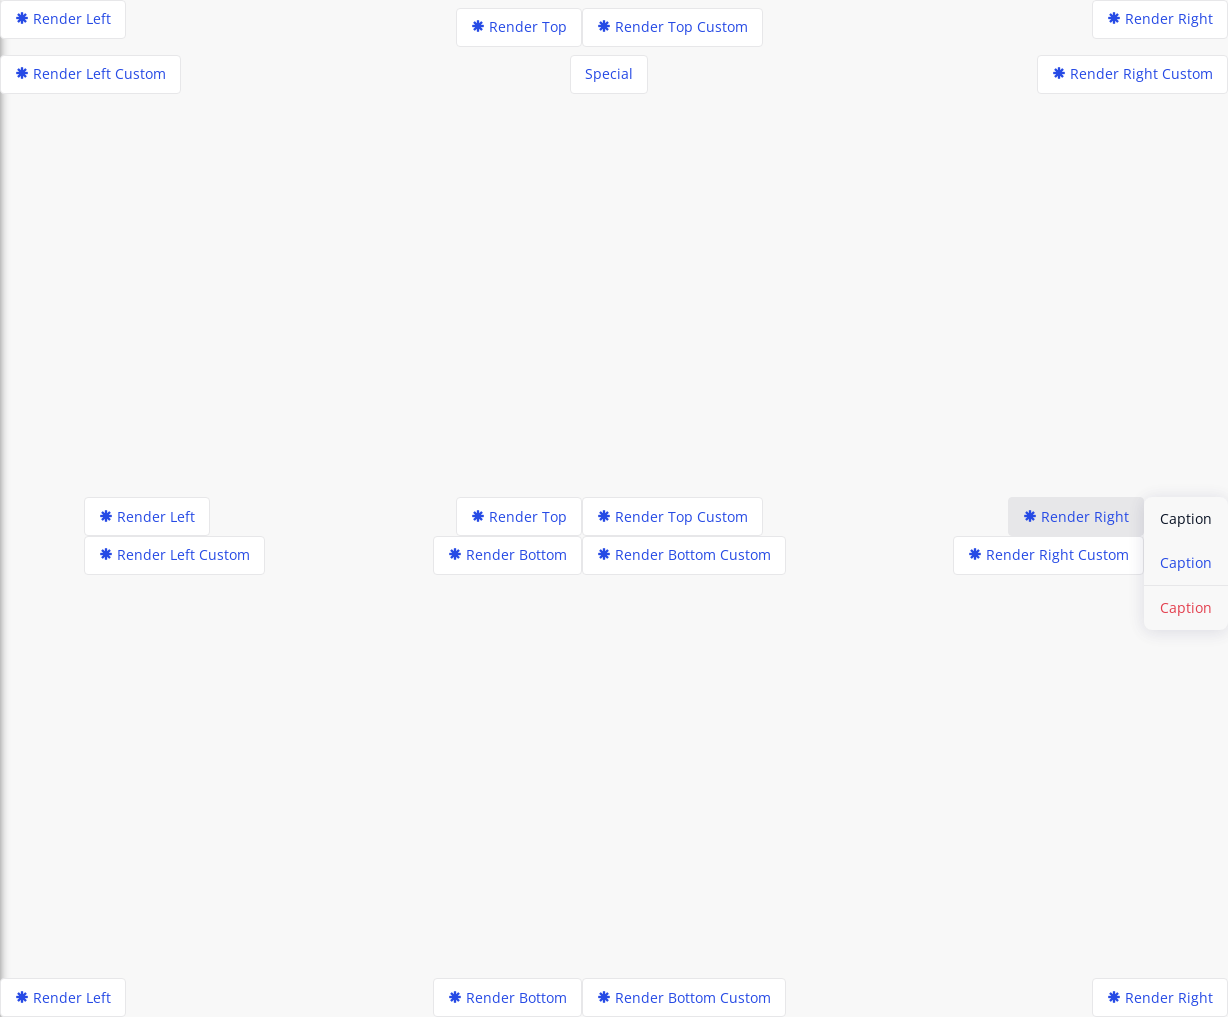 Render Left
Render Top
Render Top Custom
Render Right
Render Left Custom
Special
Render Right Custom
Render Left
Render Top
Render Top Custom
Render Right
Caption
Render Left Custom
Render Bottom
Render Bottom Custom
Render Right Custom
Caption
Caption
Render Left
Render Bottom
Render Bottom Custom
Render Right